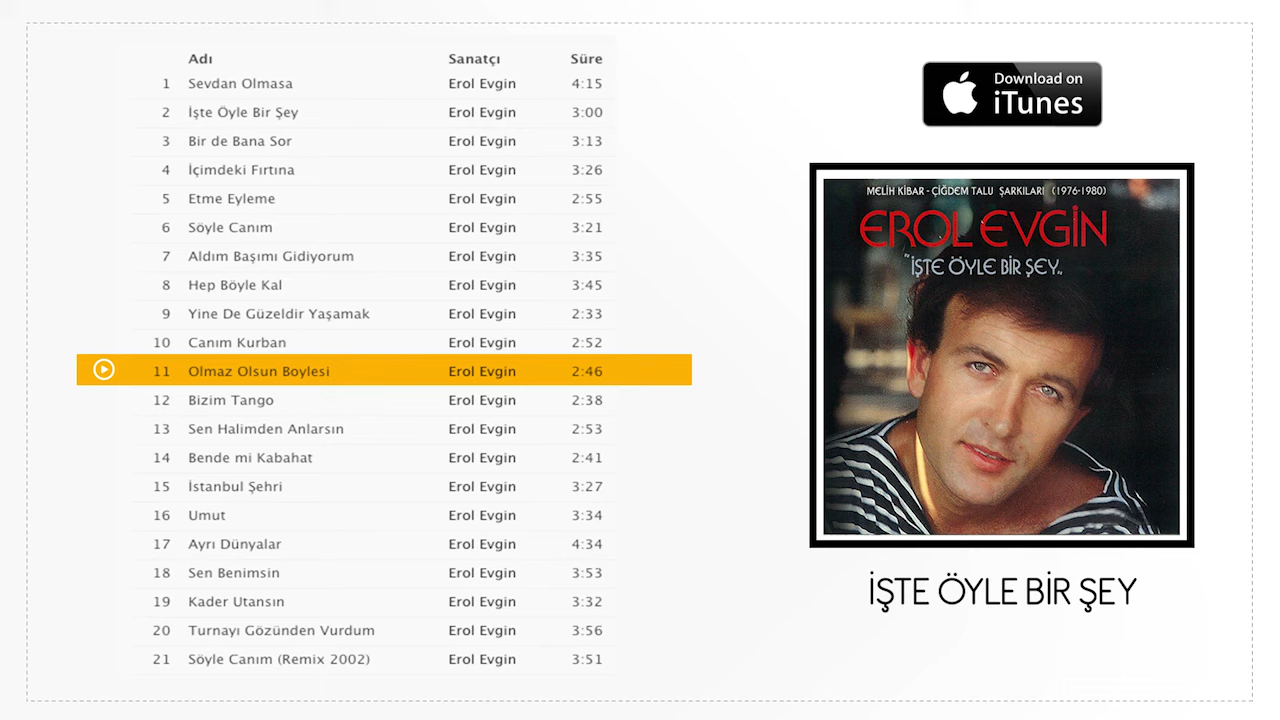 Adı Sanatçı Süre
1 Sevdan Olmasa Erol Evgin 4:15
2 İşte Öyle Bir Şey Erol Evgin 3:00
3 Bir de Bana Sor Erol Evgin 3:13
4 İçimdeki Fırtına Erol Evgin 3:26
5 Etme Eyleme Erol Evgin 2:55
6 Söyle Canım Erol Evgin 3:21
7 Aldım Başımı Gidiyorum Erol Evgin 3:35
8 Hep Böyle Kal Erol Evgin 3:45
9 Yine De Güzeldir Yaşamak Erol Evgin 2:33
10 Canım Kurban Erol Evgin 2:52
11 Olmaz Olsun Boylesi Erol Evgin 2:46
12 Bizim Tango Erol Evgin 2:38
13 Sen Halimden Anlarsın Erol Evgin 2:53
14 Bende mi Kabahat Erol Evgin 2:41
15 İstanbul Şehri Erol Evgin 3:27
16 Umut Erol Evgin 3:34
17 Ayrı Dünyalar Erol Evgin 4:34
18 Sen Benimsin Erol Evgin 3:53
19 Kader Utansın Erol Evgin 3:32
20 Turnayı Gözünden Vurdum Erol Evgin 3:56
21 Söyle Canım (Remix 2002) Erol Evgin 3:51
Download on
iTunes
MELİH KİBAR - ÇİĞDEM TALU ŞARKILARI (1976-1980)
EROL EVGİN
"İŞTE ÖYLE BİR ŞEY"
İŞTE ÖYLE BİR ŞEY